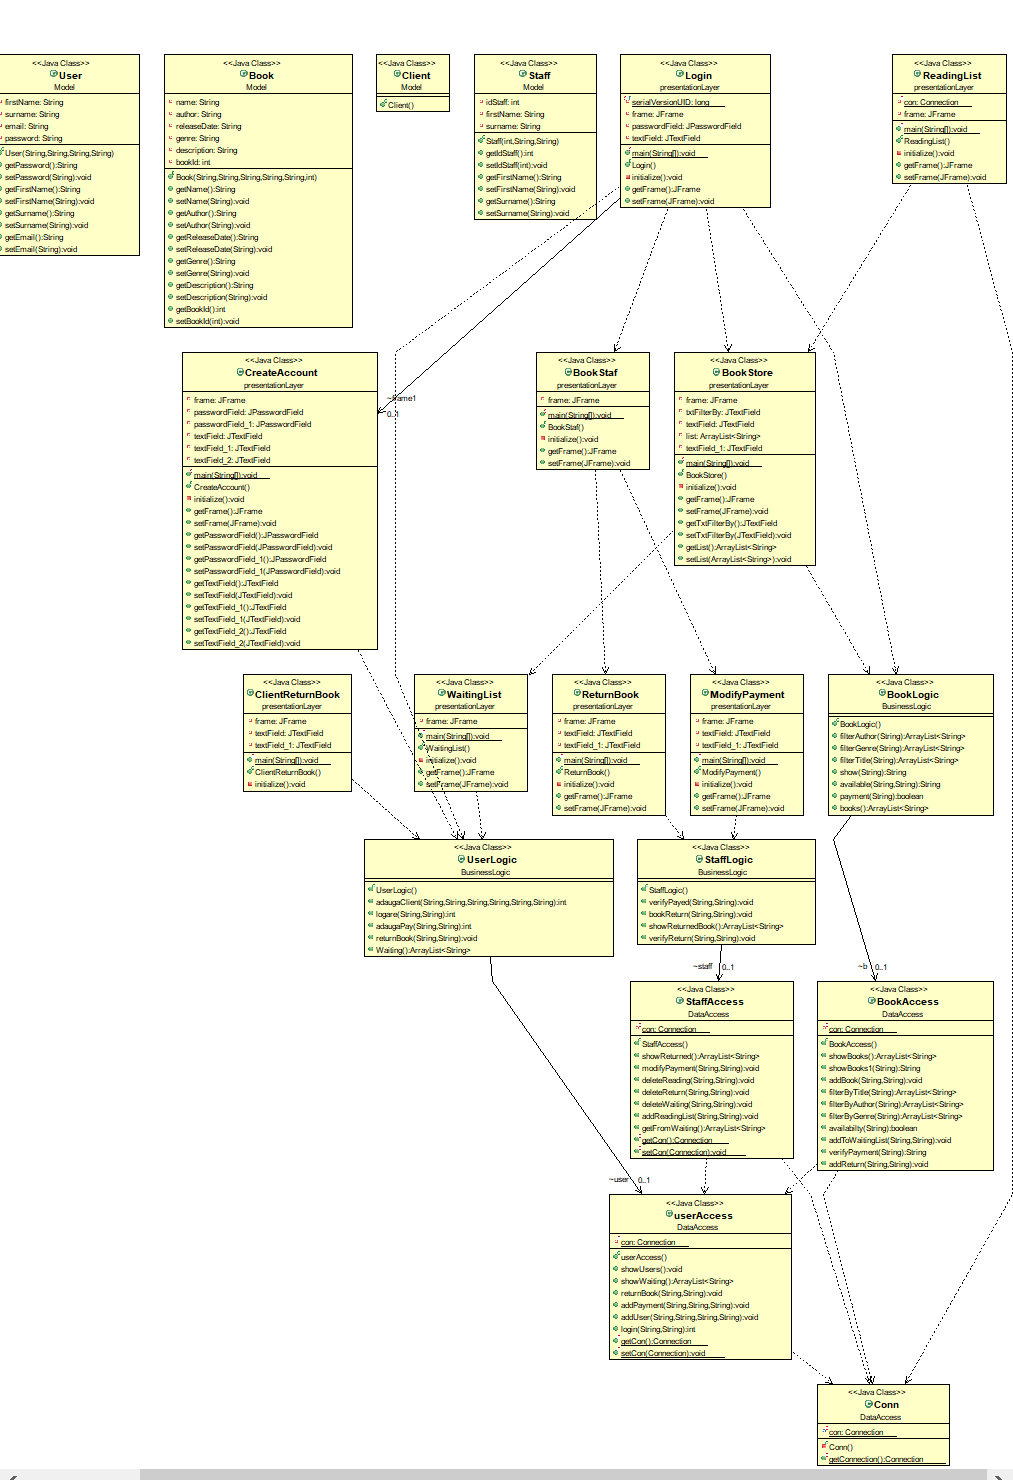 <<Java Class>>
User
Model
firstName: String
surname: String
email: String
password: String
User(String,String,String,String)
getPassword():String
setPassword(String):void
getFirstName():String
setFirstName(String):void
getSurname():String
setSurname(String):void
getEmail():String
setEmail(String):void
<<Java Class>>
Book
Model
name: String
author: String
releaseDate: String
genre: String
description: String
bookId: int
Book(String,String,String,String,String,int)
getName():String
setName(String):void
getAuthor():String
setAuthor(String):void
getReleaseDate():String
setReleaseDate(String):void
getGenre():String
setGenre(String):void
getDescription():String
setDescription(String):void
getBookId():int
setBookId(int):void
<<Java Class>>
Client
Model
Client()
<<Java Class>>
Staff
Model
idStaff: int
firstName: String
surname: String
Staff(int,String,String)
getIdStaff():int
setIdStaff(int):void
getFirstName():String
setFirstName(String):void
getSurname():String
setSurname(String):void
<<Java Class>>
Login
presentationLayer
serialVersionUID: long
frame: JFrame
passwordField: JPasswordField
textField: JTextField
main(String[]):void
Login()
initialize():void
getFrame():JFrame
setFrame(JFrame):void
<<Java Class>>
ReadingList
presentationLayer
con: Connection
frame: JFrame
main(String[]):void
ReadingList()
initialize():void
getFrame():JFrame
setFrame(JFrame):void
<<Java Class>>
CreateAccount
presentationLayer
frame: JFrame
passwordField: JPasswordField
passwordField_1: JPasswordField
textField: JTextField
textField_1: JTextField
textField_2: JTextField
main(String[]):void
CreateAccount()
initialize():void
getFrame():JFrame
setFrame(JFrame):void
getPasswordField():JPasswordField
setPasswordField(JPasswordField):void
getPasswordField_1():JPasswordField
setPasswordField_1(JPasswordField):void
getTextField():JTextField
setTextField(JTextField):void
getTextField_1():JTextField
setTextField_1(JTextField):void
getTextField_2():JTextField
setTextField_2(JTextField):void
~frame1
0..1
<<Java Class>>
BookStaf
presentationLayer
frame: JFrame
main(String[]):void
BookStaf()
initialize():void
getFrame():JFrame
setFrame(JFrame):void
<<Java Class>>
BookStore
presentationLayer
frame: JFrame
txtFilterBy: JTextField
textField: JTextField
list: ArrayList<String>
textField_1: JTextField
main(String[]):void
BookStore()
initialize():void
getFrame():JFrame
setFrame(JFrame):void
getTxtFilterBy():JTextField
setTxtFilterBy(JTextField):void
getList():ArrayList<String>
setList(ArrayList<String>):void
<<Java Class>>
ClientReturnBook
presentationLayer
frame: JFrame
textField: JTextField
textField_1: JTextField
main(String[]):void
ClientReturnBook()
initialize():void
<<Java Class>>
WaitingList
presentationLayer
frame: JFrame
main(String[]):void
WaitingList()
initialize():void
getFrame():JFrame
setFrame(JFrame):void
<<Java Class>>
ReturnBook
presentationLayer
frame: JFrame
textField: JTextField
textField_1: JTextField
main(String[]):void
ReturnBook()
initialize():void
getFrame():JFrame
setFrame(JFrame):void
<<Java Class>>
ModifyPayment
presentationLayer
frame: JFrame
textField: JTextField
textField_1: JTextField
main(String[]):void
ModifyPayment()
initialize():void
getFrame():JFrame
setFrame(JFrame):void
<<Java Class>>
BookLogic
BusinessLogic
BookLogic()
filterAuthor(String):ArrayList<String>
filterGenre(String):ArrayList<String>
filterTitle(String):ArrayList<String>
show(String):String
available(String,String):String
payment(String):boolean
books():ArrayList<String>
<<Java Class>>
UserLogic
BusinessLogic
UserLogic()
adaugaClient(String,String,String,String,String,String):int
logare(String,String):int
adaugaPay(String,String):int
returnBook(String,String):void
Waiting():ArrayList<String>
<<Java Class>>
StaffLogic
BusinessLogic
StaffLogic()
verifyPayed(String,String):void
bookReturn(String,String):void
showReturnedBook():ArrayList<String>
verifyReturn(String,String):void
~staff
0..1
~b
0..1
<<Java Class>>
StaffAccess
DataAccess
con: Connection
StaffAccess()
showReturned():ArrayList<String>
modifyPayment(String,String):void
deleteReading(String,String):void
deleteReturn(String,String):void
deleteWaiting(String,String):void
addReadingList(String,String):void
getFromWaiting():ArrayList<String>
getCon():Connection
setCon(Connection):void
<<Java Class>>
BookAccess
DataAccess
con: Connection
BookAccess()
showBooks():ArrayList<String>
showBooks1(String):String
addBook(String,String):void
filterByTitle(String):ArrayList<String>
filterByAuthor(String):ArrayList<String>
filterByGenre(String):ArrayList<String>
availabilty(String):boolean
addToWaitingList(String,String):void
verifyPayment(String):String
addReturn(String,String):void
~user
0..1
<<Java Class>>
userAccess
DataAccess
con: Connection
userAccess()
showUsers():void
showWaiting():ArrayList<String>
returnBook(String,String):void
addPayment(String,String,String):void
addUser(String,String,String,String):void
login(String,String):int
getCon():Connection
setCon(Connection):void
<<Java Class>>
Conn
DataAccess
con: Connection
Conn()
getConnection():Connection